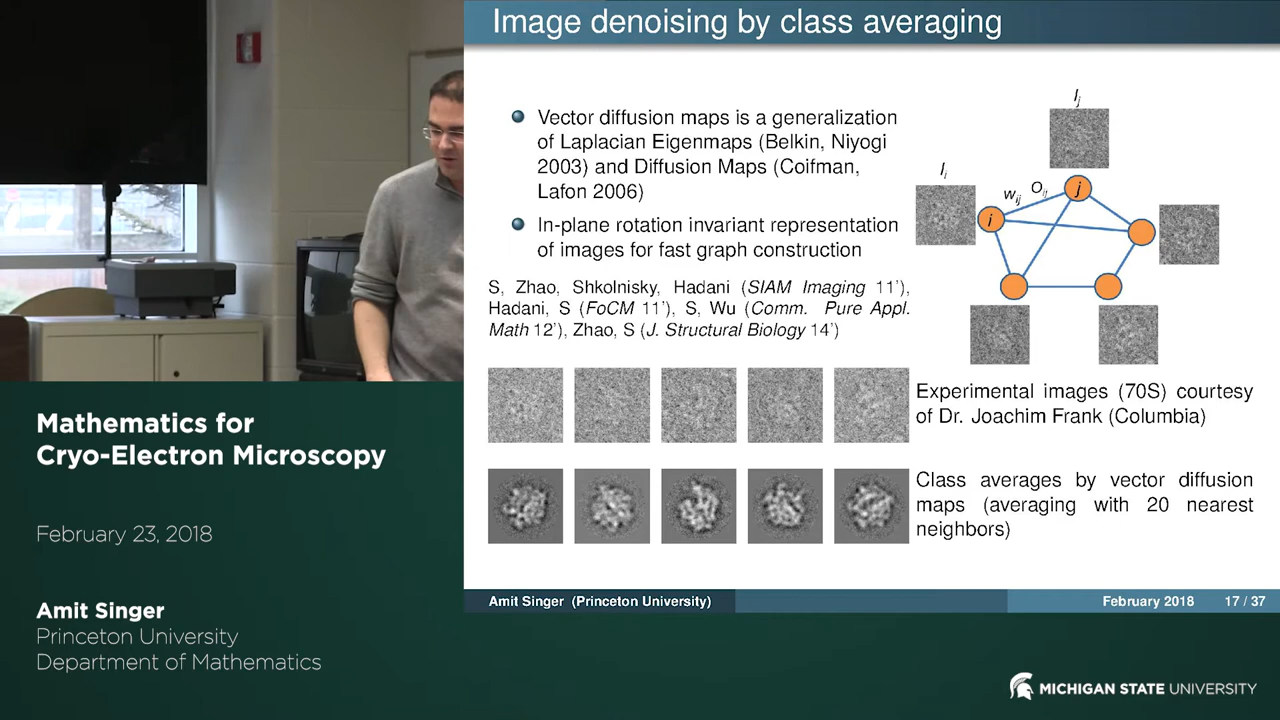 Image denoising by class averaging
Vector diffusion maps is a generalization
of Laplacian Eigenmaps (Belkin, Niyogi
2003) and Diffusion Maps (Coifman,
Lafon 2006)
In-plane rotation invariant representation
of images for fast graph construction
S, Zhao, Shkolnisky, Hadani (SIAM Imaging 11’),
Hadani, S (FoCM 11’), S, Wu (Comm. Pure Appl.
Math 12’), Zhao, S (J. Structural Biology 14’)
Ij
Ii
wij
Oij
j
i
Experimental images (70S) courtesy
of Dr. Joachim Frank (Columbia)
Class averages by vector diffusion
maps (averaging with 20 nearest
neighbors)
Amit Singer (Princeton University)
February 2018
17 / 37
Mathematics for
Cryo-Electron Microscopy
February 23, 2018
Amit Singer
Princeton University
Department of Mathematics
MICHIGAN STATE UNIVERSITY